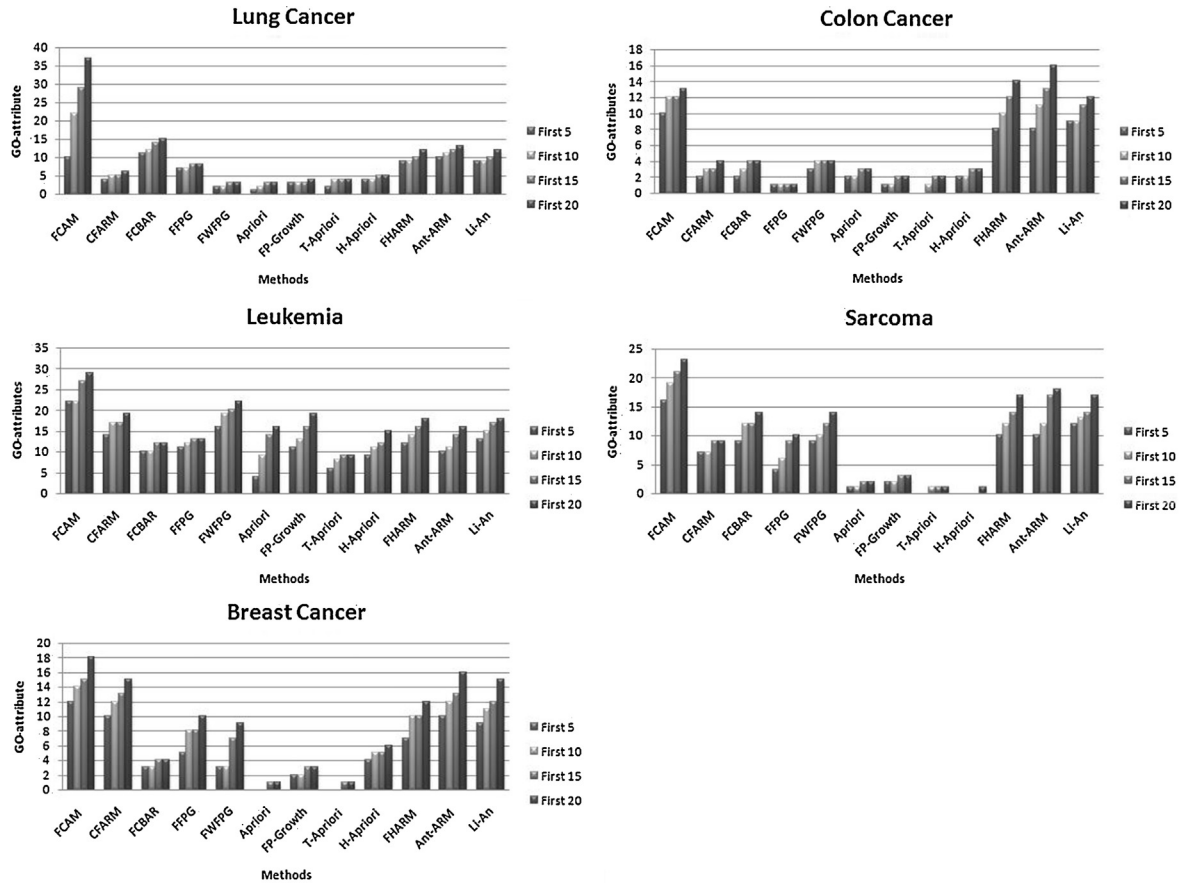 Lung Cancer
GO-attribute
40
35
30
25
20
15
10
5
0
FCAM
CFARM
FCBAR
FFPG
FWFPG
Apriori
FP-Growth
T-Apriori
H-Apriori
FHARM
Ant-ARM
Li-An
Methods
First 5
First 10
First 15
First 20
Colon Cancer
GO-attributes
18
16
14
12
10
8
6
4
2
0
FCAM
CFARM
FCBAR
FFPG
FWFPG
Apriori
FP-Growth
T-Apriori
H-Apriori
FHARM
Ant-ARM
Li-An
Methods
First 5
First 10
First 15
First 20
Leukemia
GO-attributes
35
30
25
20
15
10
5
0
FCAM
CFARM
FCBAR
FFPG
FWFPG
Apriori
FP-Growth
T-Apriori
H-Apriori
FHARM
Ant-ARM
Li-An
Methods
First 5
First 10
First 15
First 20
Sarcoma
GO-attribute
25
20
15
10
5
0
FCAM
CFARM
FCBAR
FFPG
FWFPG
Apriori
FP-Growth
T-Apriori
H-Apriori
FHARM
Ant-ARM
Li-An
Methods
First 5
First 10
First 15
First 20
Breast Cancer
GO-attribute
20
18
16
14
12
10
8
6
4
2
0
FCAM
CFARM
FCBAR
FFPG
FWFPG
Apriori
FP-Growth
T-Apriori
H-Apriori
FHARM
Ant-ARM
Li-An
Methods
First 5
First 10
First 15
First 20